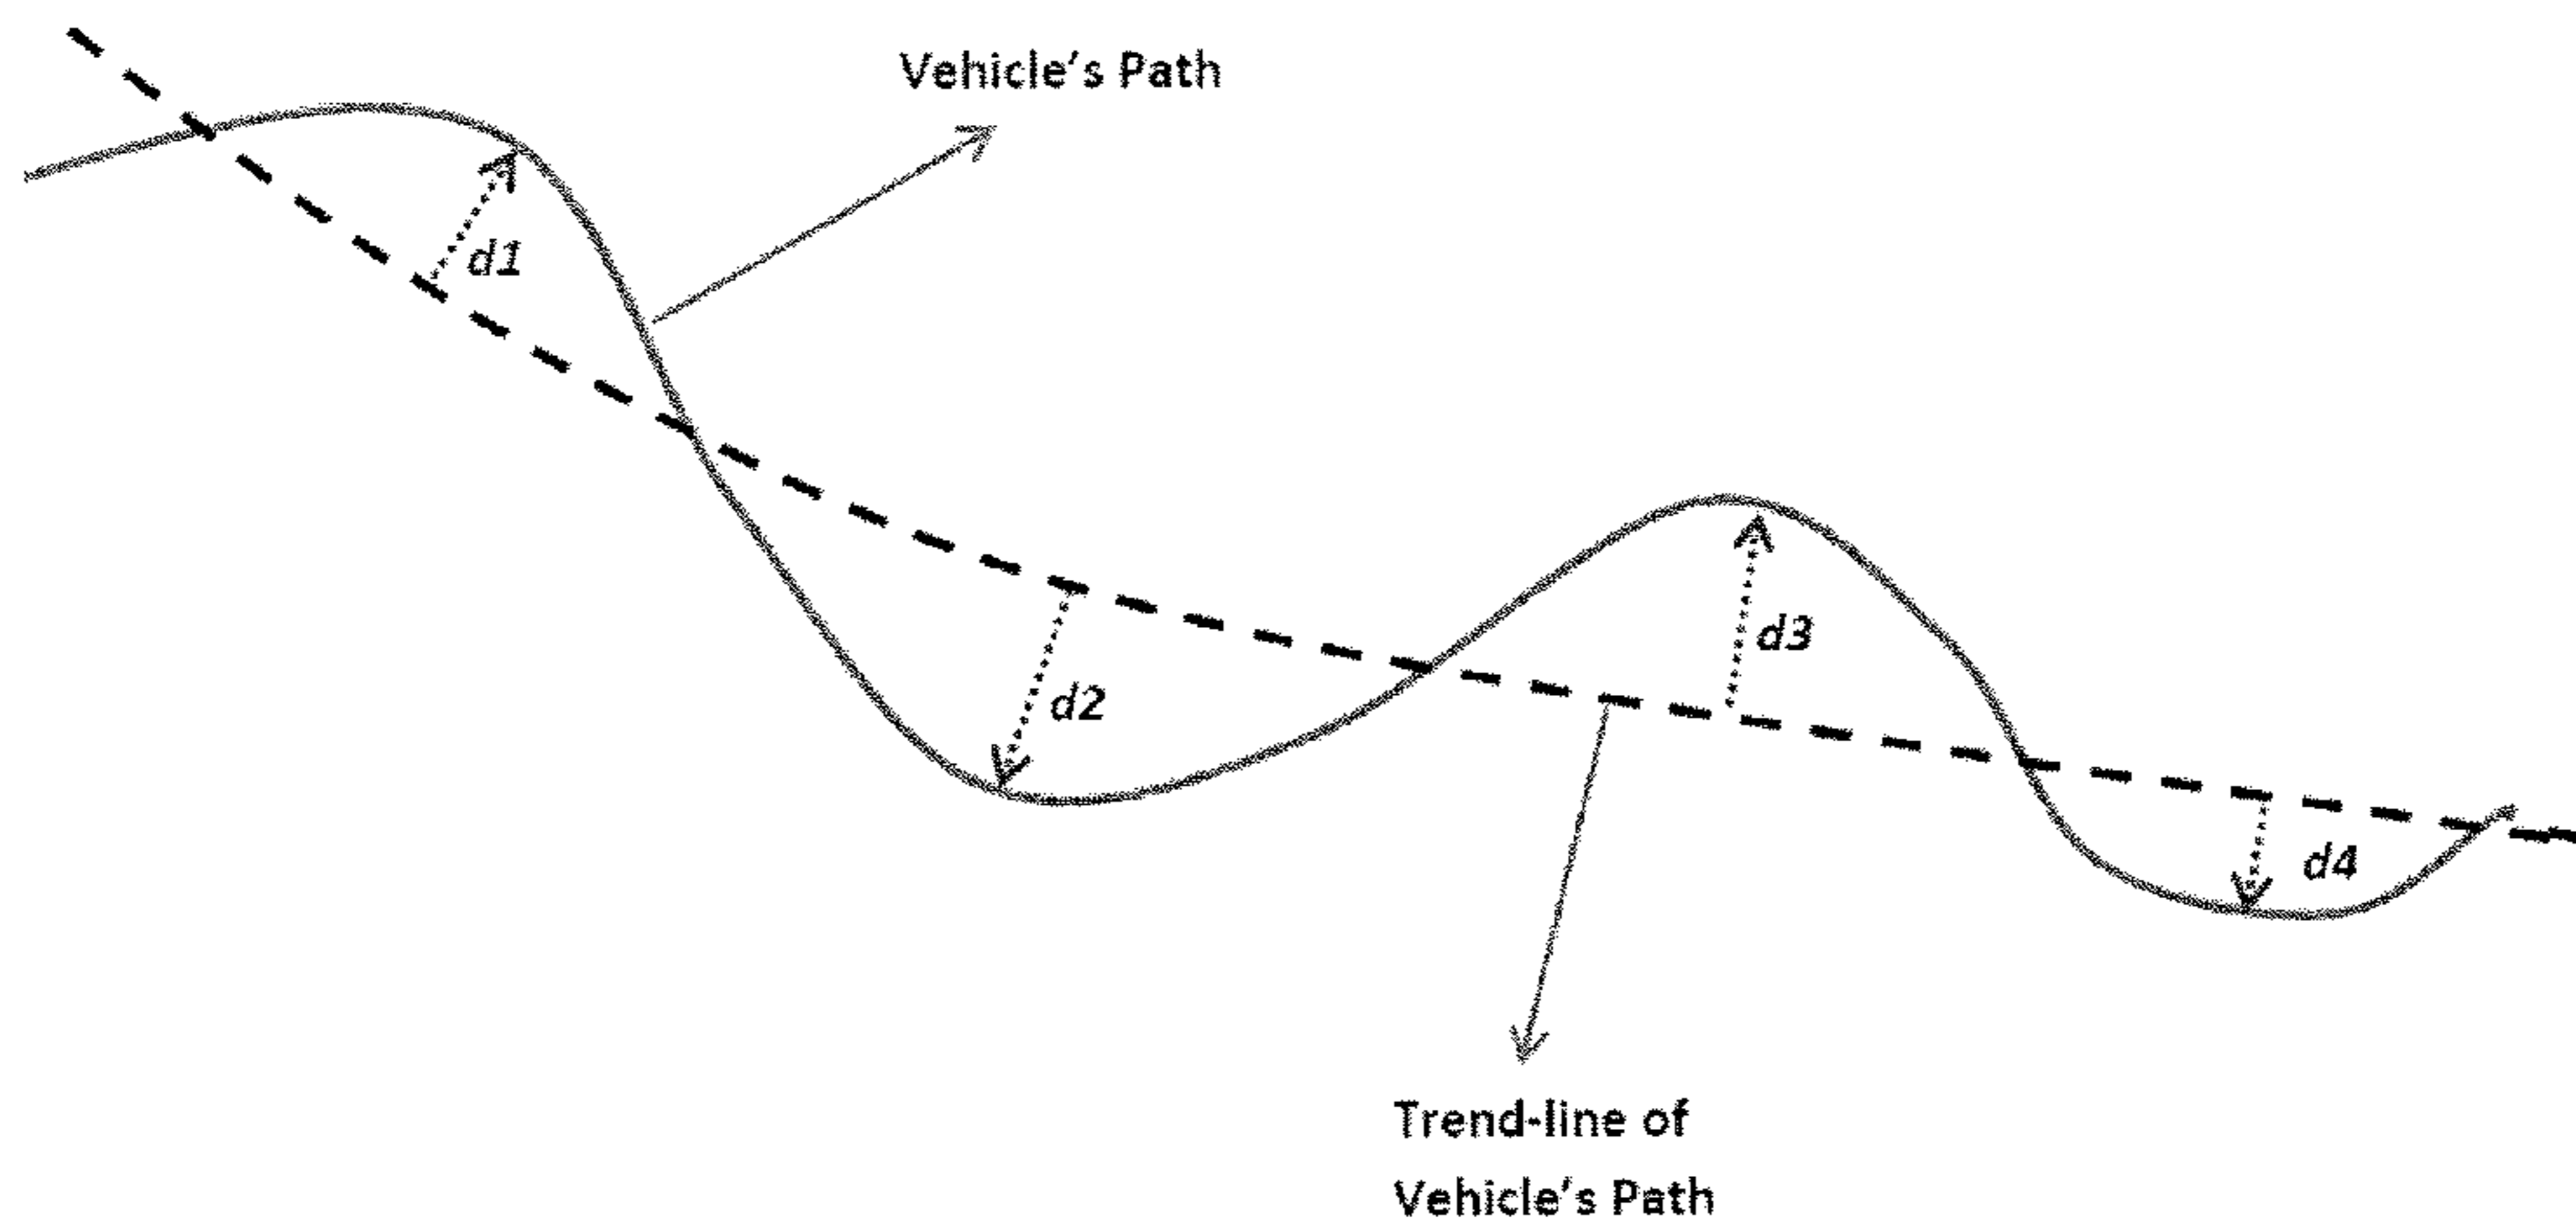 Vehicle's Path
d1
d2
d3
d4
Trend-line of
Vehicle's Path